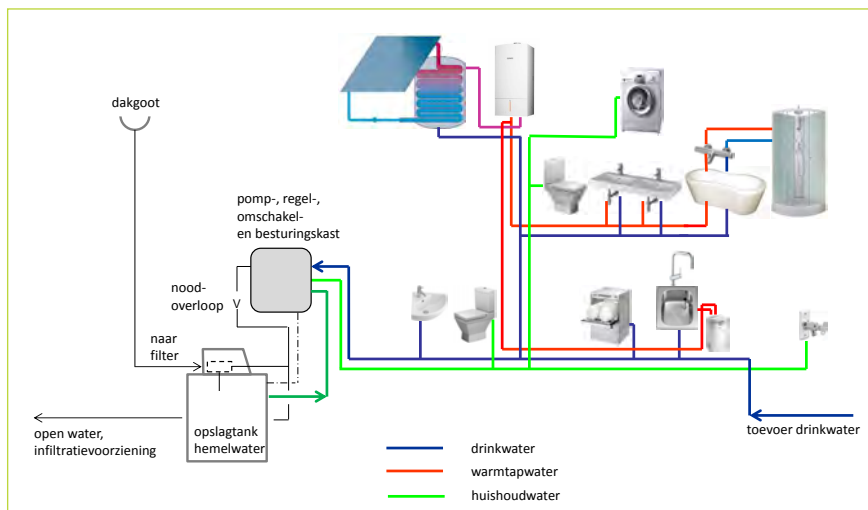 dakgoot
pomp-, regel-,
omschakel-
en besturingskast
nood-
overloop
V
naar
filter
opslagtank
hemelwater
open water,
infiltratievoorziening
toevoer drinkwater
drinkwater
warmtapwater
huishoudwater